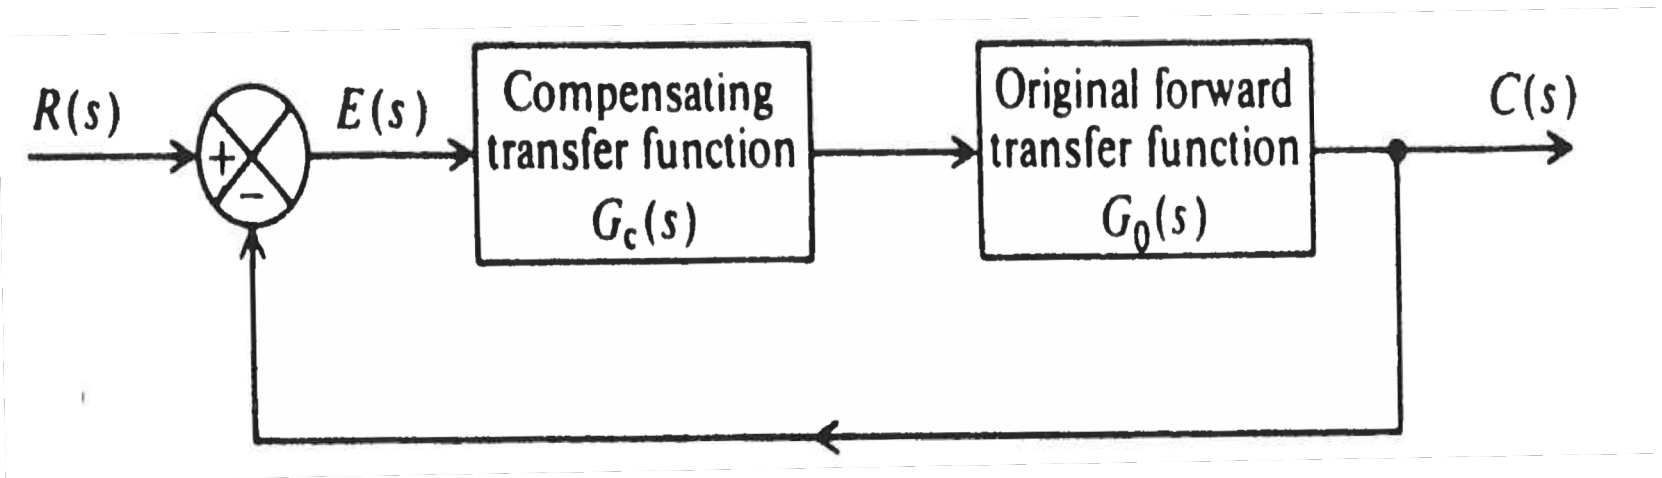 R(s)
E(s)
Compensating
transfer function
G_c(s)
Original forward
transfer function
G_0(s)
C(s)
+
−